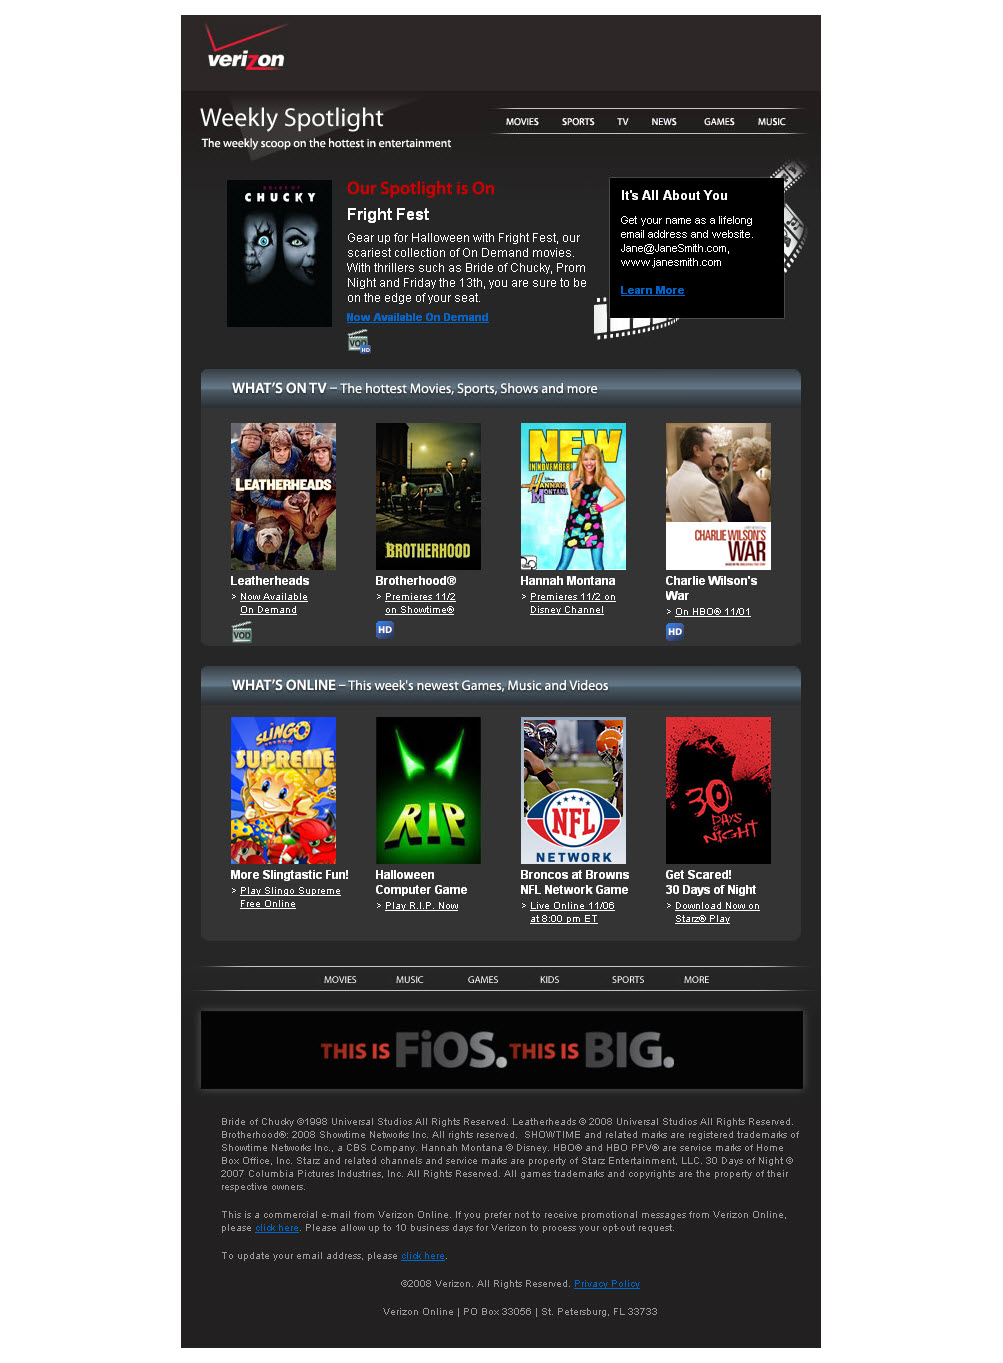 verizon
Weekly Spotlight
The weekly scoop on the hottest in entertainment
MOVIES SPORTS TV NEWS GAMES MUSIC
BRIDE OF
CHUCKY
Our Spotlight is On
Fright Fest
Gear up for Halloween with Fright Fest, our
scariest collection of On Demand movies.
With thrillers such as Bride of Chucky, Prom
Night and Friday the 13th, you are sure to be
on the edge of your seat.
Now Available On Demand
VOD
HD
It's All About You
Get your name as a lifelong
email address and website.
Jane@JaneSmith.com,
www.janesmith.com
Learn More
WHAT'S ON TV – The hottest Movies, Sports, Shows and more
LEATHERHEADS
Leatherheads
> Now Available
On Demand
VOD
BROTHERHOOD
Brotherhood®
> Premieres 11/2
on Showtime®
HD
NEW
IN NOVEMBER!
Disney
HANNAH
MONTANA
Hannah Montana
> Premieres 11/2 on
Disney Channel
CHARLIE WILSON'S
WAR
Charlie Wilson's
War
> On HBO® 11/01
HD
WHAT'S ONLINE – This week's newest Games, Music and Videos
SLINGO
SUPREME
More Slingtastic Fun!
> Play Slingo Supreme
Free Online
RIP
Halloween
Computer Game
> Play R.I.P. Now
NFL
NETWORK
Broncos at Browns
NFL Network Game
> Live Online 11/06
at 8:00 pm ET
30
DAYS
OF
NIGHT
Get Scared!
30 Days of Night
> Download Now on
Starz® Play
MOVIES MUSIC GAMES KIDS SPORTS MORE
THIS IS FiOS. THIS IS BIG.
Bride of Chucky ©1998 Universal Studios All Rights Reserved. Leatherheads © 2008 Universal Studios All Rights Reserved.
Brotherhood®: 2008 Showtime Networks Inc. All rights reserved. SHOWTIME and related marks are registered trademarks of
Showtime Networks Inc., a CBS Company. Hannah Montana © Disney. HBO® and HBO PPV® are service marks of Home
Box Office, Inc. Starz and related channels and service marks are property of Starz Entertainment, LLC. 30 Days of Night ©
2007 Columbia Pictures Industries, Inc. All Rights Reserved. All games trademarks and copyrights are the property of their
respective owners.
This is a commercial e-mail from Verizon Online. If you prefer not to receive promotional messages from Verizon Online,
please click here. Please allow up to 10 business days for Verizon to process your opt-out request.
To update your email address, please click here.
©2008 Verizon. All Rights Reserved. Privacy Policy
Verizon Online | PO Box 33056 | St. Petersburg, FL 33733